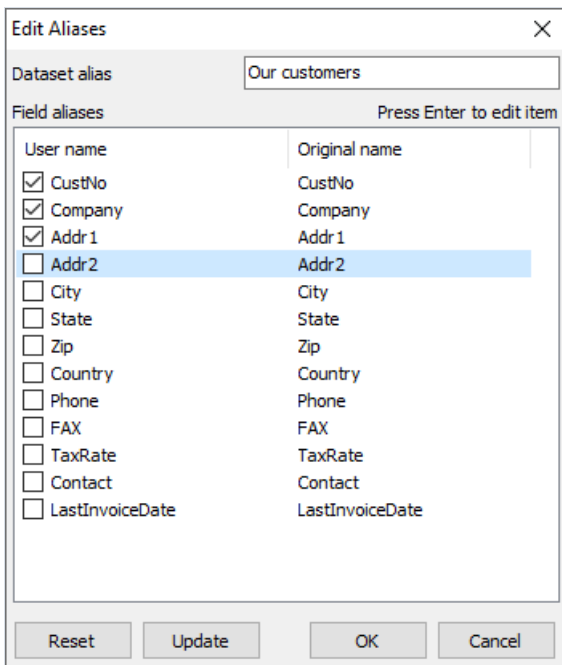 Edit Aliases
Dataset alias Our customers
Field aliases Press Enter to edit item
User name Original name
CustNo CustNo
Company Company
Addr1 Addr1
Addr2 Addr2
City City
State State
Zip Zip
Country Country
Phone Phone
FAX FAX
TaxRate TaxRate
Contact Contact
LastInvoiceDate LastInvoiceDate
Reset Update OK Cancel